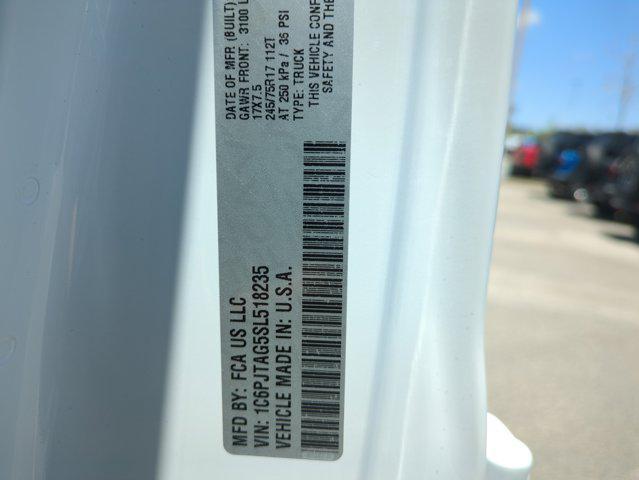 MFD BY: FCA US LLC
VIN: 1C6PJTAG5SL518235
VEHICLE MADE IN: U.S.A.
DATE OF MFR (BUILT)
GAWR FRONT: 3100 L
17X7.5
245/75R17 112T
AT 250 kPa / 36 PSI
TYPE: TRUCK
THIS VEHICLE CONF
SAFETY AND THE